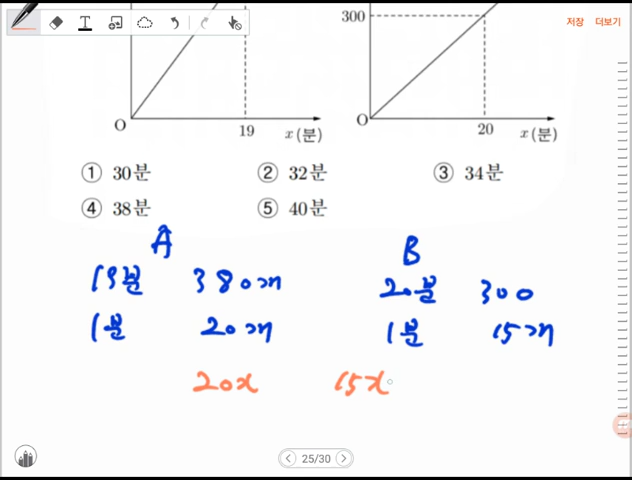 저장 더보기
300
O 19 x(분)
O 20 x(분)
① 30분 ② 32분 ③ 34분
④ 38분 ⑤ 40분
A B
19분 380개 20분 300
1분 20개 1분 15개
20x 15x
25/30